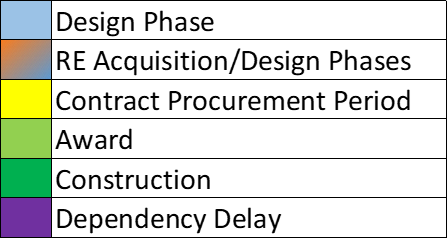 Design Phase
RE Acquisition/Design Phases
Contract Procurement Period
Award
Construction
Dependency Delay